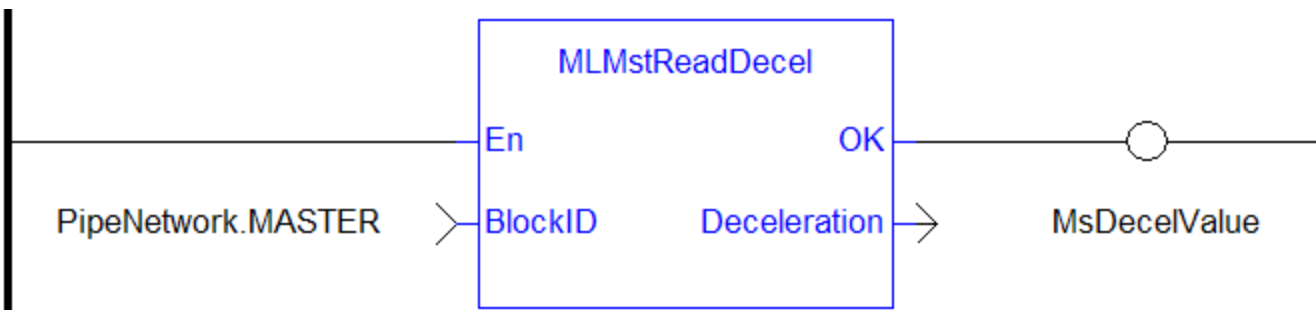 MLMstReadDecel
En OK
PipeNetwork.MASTER BlockID Deceleration MsDecelValue